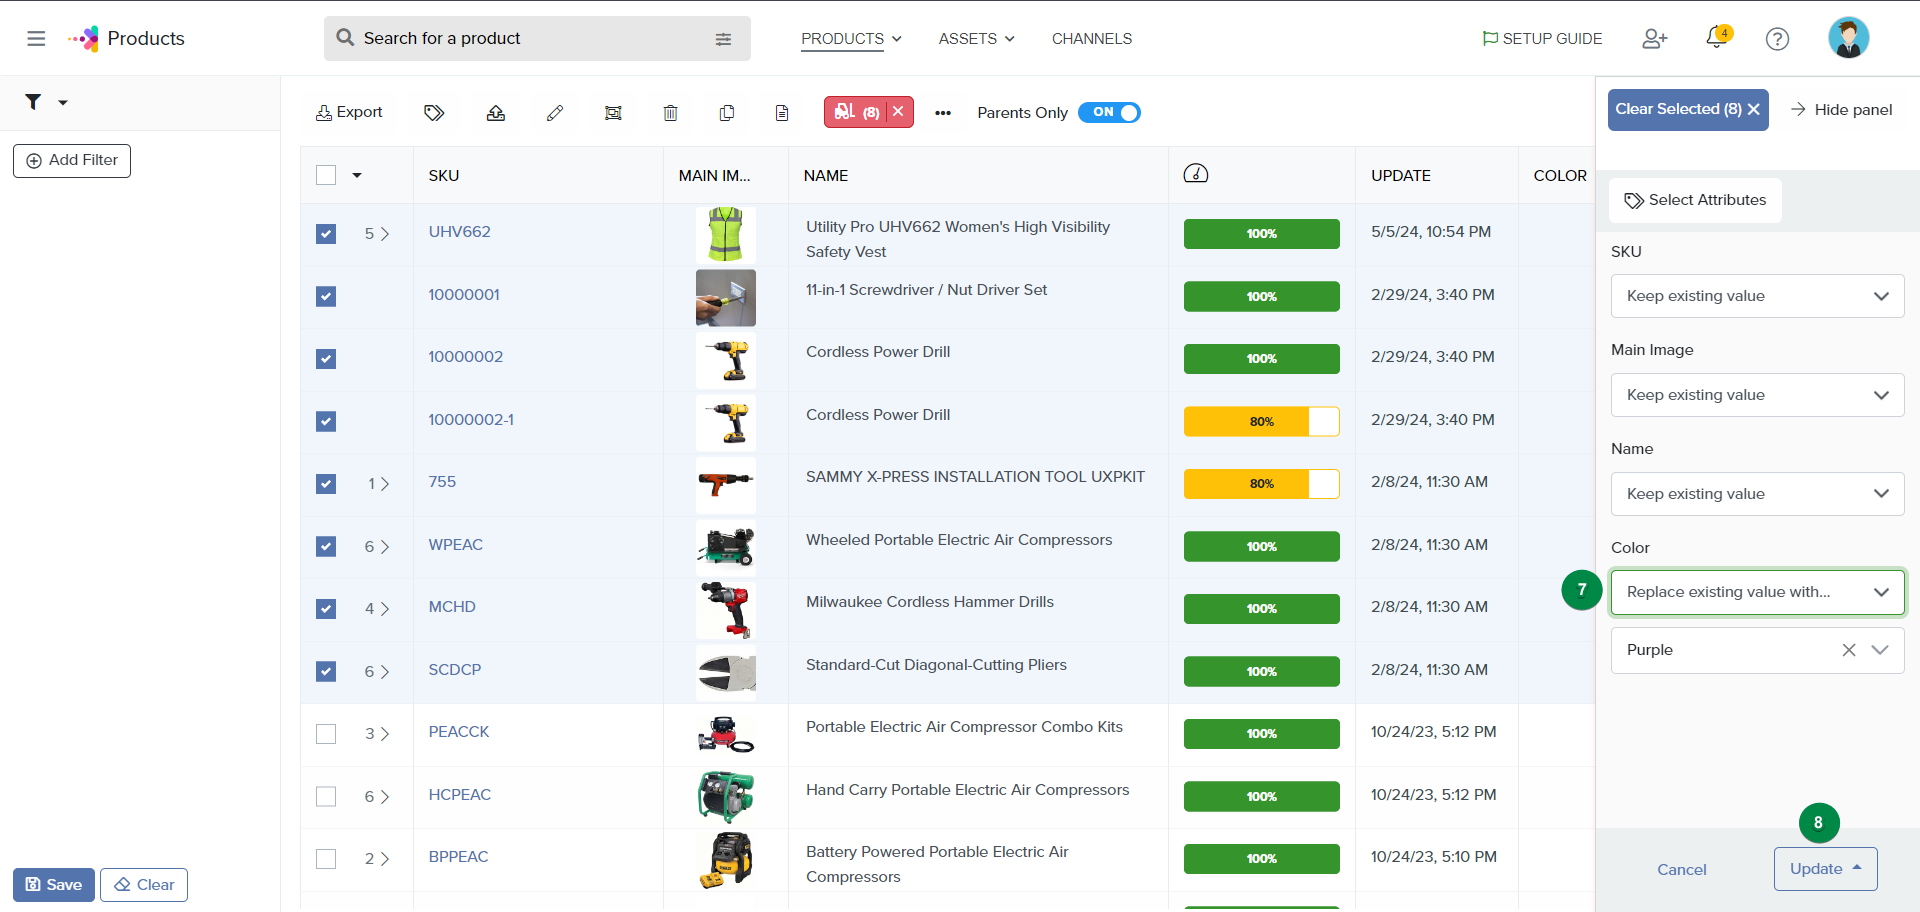 Products
Search for a product
PRODUCTS
ASSETS
CHANNELS
SETUP GUIDE
4
Export
(8)
Parents Only
ON
Clear Selected (8)
Hide panel
Add Filter
SKU
MAIN IM...
NAME
UPDATE
COLOR
5
UHV662
Utility Pro UHV662 Women's High Visibility
Safety Vest
100%
5/5/24, 10:54 PM
10000001
11-in-1 Screwdriver / Nut Driver Set
100%
2/29/24, 3:40 PM
10000002
Cordless Power Drill
100%
2/29/24, 3:40 PM
10000002-1
Cordless Power Drill
80%
2/29/24, 3:40 PM
1
755
SAMMY X-PRESS INSTALLATION TOOL UXPKIT
80%
2/8/24, 11:30 AM
6
WPEAC
Wheeled Portable Electric Air Compressors
100%
2/8/24, 11:30 AM
4
MCHD
Milwaukee Cordless Hammer Drills
100%
2/8/24, 11:30 AM
6
SCDCP
Standard-Cut Diagonal-Cutting Pliers
100%
2/8/24, 11:30 AM
3
PEACCK
Portable Electric Air Compressor Combo Kits
100%
10/24/23, 5:12 PM
6
HCPEAC
Hand Carry Portable Electric Air Compressors
100%
10/24/23, 5:12 PM
2
BPPEAC
Battery Powered Portable Electric Air
Compressors
100%
10/24/23, 5:10 PM
Select Attributes
SKU
Keep existing value
Main Image
Keep existing value
Name
Keep existing value
Color
7
Replace existing value with...
Purple
8
Cancel
Update
Save
Clear